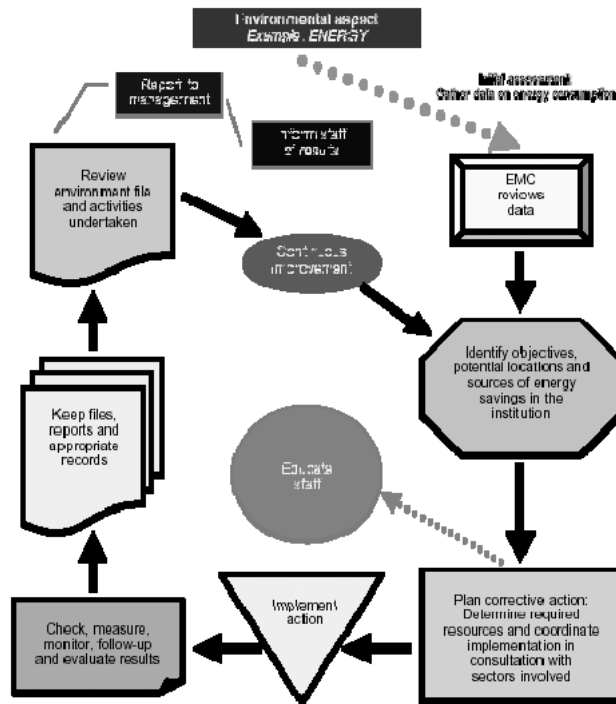 Environmental aspect
Example: ENERGY
Initial assessment
Gather data on energy consumption
Report to
management
Inform staff
of results
Review
environment file
and activities
undertaken
EMC
reviews
data
Continuous
improvement
Identify objectives,
potential locations and
sources of energy
savings in the
institution
Keep files,
reports and
appropriate
records
Educate
staff
Implement
action
Plan corrective action:
Determine required
resources and coordinate
implementation in
consultation with
sectors involved
Check, measure,
monitor, follow-up
and evaluate results